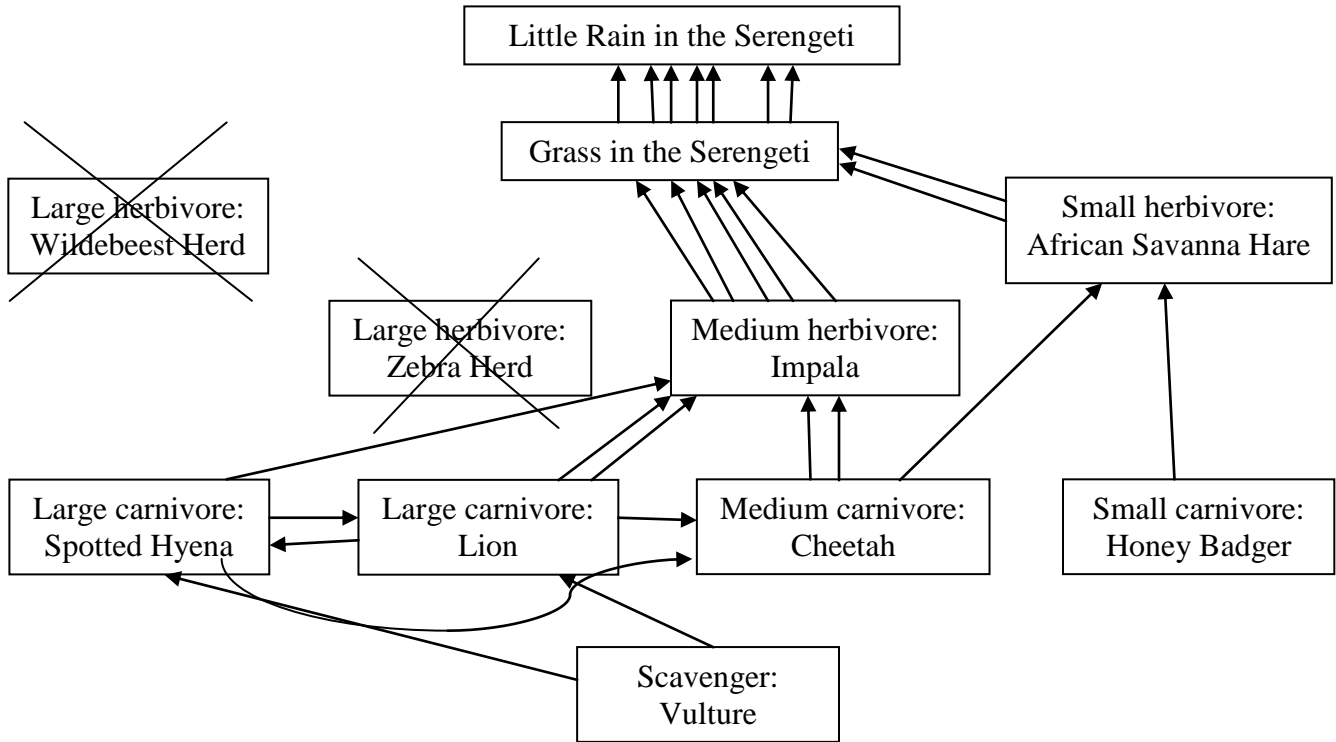 Little Rain in the Serengeti
Grass in the Serengeti
Large herbivore:
Wildebeest Herd
Small herbivore:
African Savanna Hare
Large herbivore:
Zebra Herd
Medium herbivore:
Impala
Large carnivore:
Spotted Hyena
Large carnivore:
Lion
Medium carnivore:
Cheetah
Small carnivore:
Honey Badger
Scavenger:
Vulture